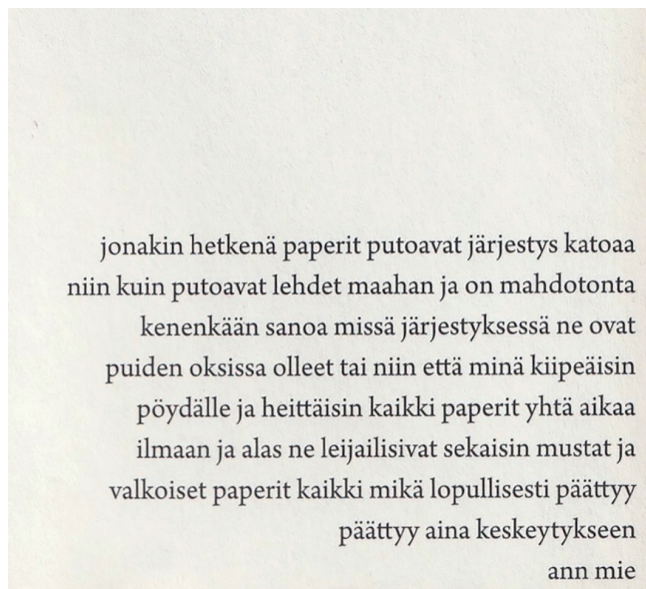 jonakin hetkenä paperit putoavat järjestys katoaa
niin kuin putoavat lehdet maahan ja on mahdotonta
kenenkään sanoa missä järjestyksessä ne ovat
puiden oksissa olleet tai niin että minä kiipeäisin
pöydälle ja heittäisin kaikki paperit yhtä aikaa
ilmaan ja alas ne leijailisivat sekaisin mustat ja
valkoiset paperit kaikki mikä lopullisesti päättyy
päättyy aina keskeytykseen
ann mie